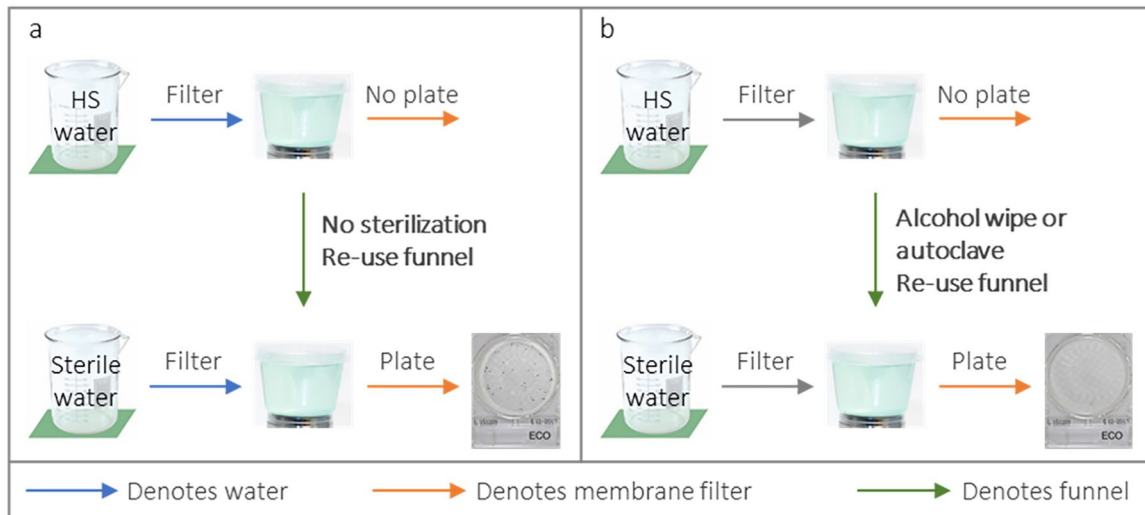 a
HS
water
Filter
No plate
No sterilization
Re-use funnel
Sterile
water
Filter
Plate
ECO
b
HS
water
Filter
No plate
Alcohol wipe or
autoclave
Re-use funnel
Sterile
water
Filter
Plate
ECO
Denotes water
Denotes membrane filter
Denotes funnel